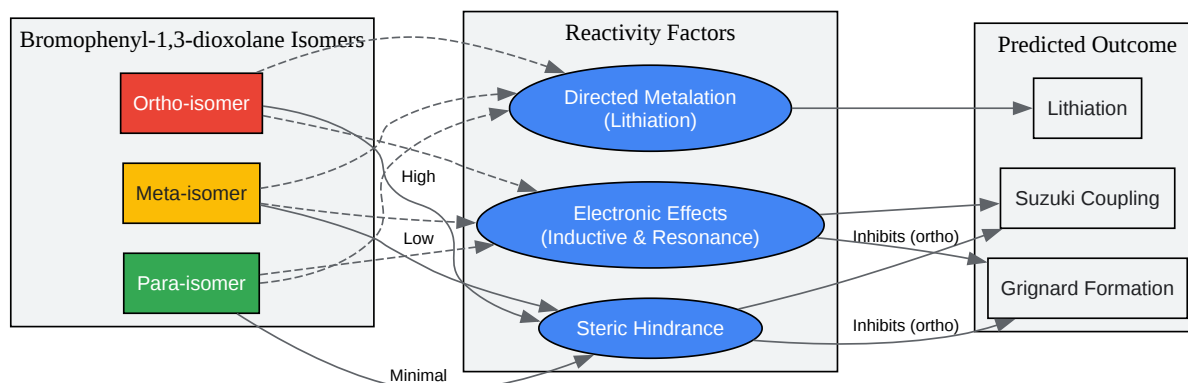 Bromophenyl-1,3-dioxolane Isomers
Ortho-isomer
Meta-isomer
Para-isomer
High
Low
Minimal
Reactivity Factors
Directed Metalation
(Lithiation)
Electronic Effects
(Inductive & Resonance)
Steric Hindrance
Inhibits (ortho)
Inhibits (ortho)
Predicted Outcome
Lithiation
Suzuki Coupling
Grignard Formation